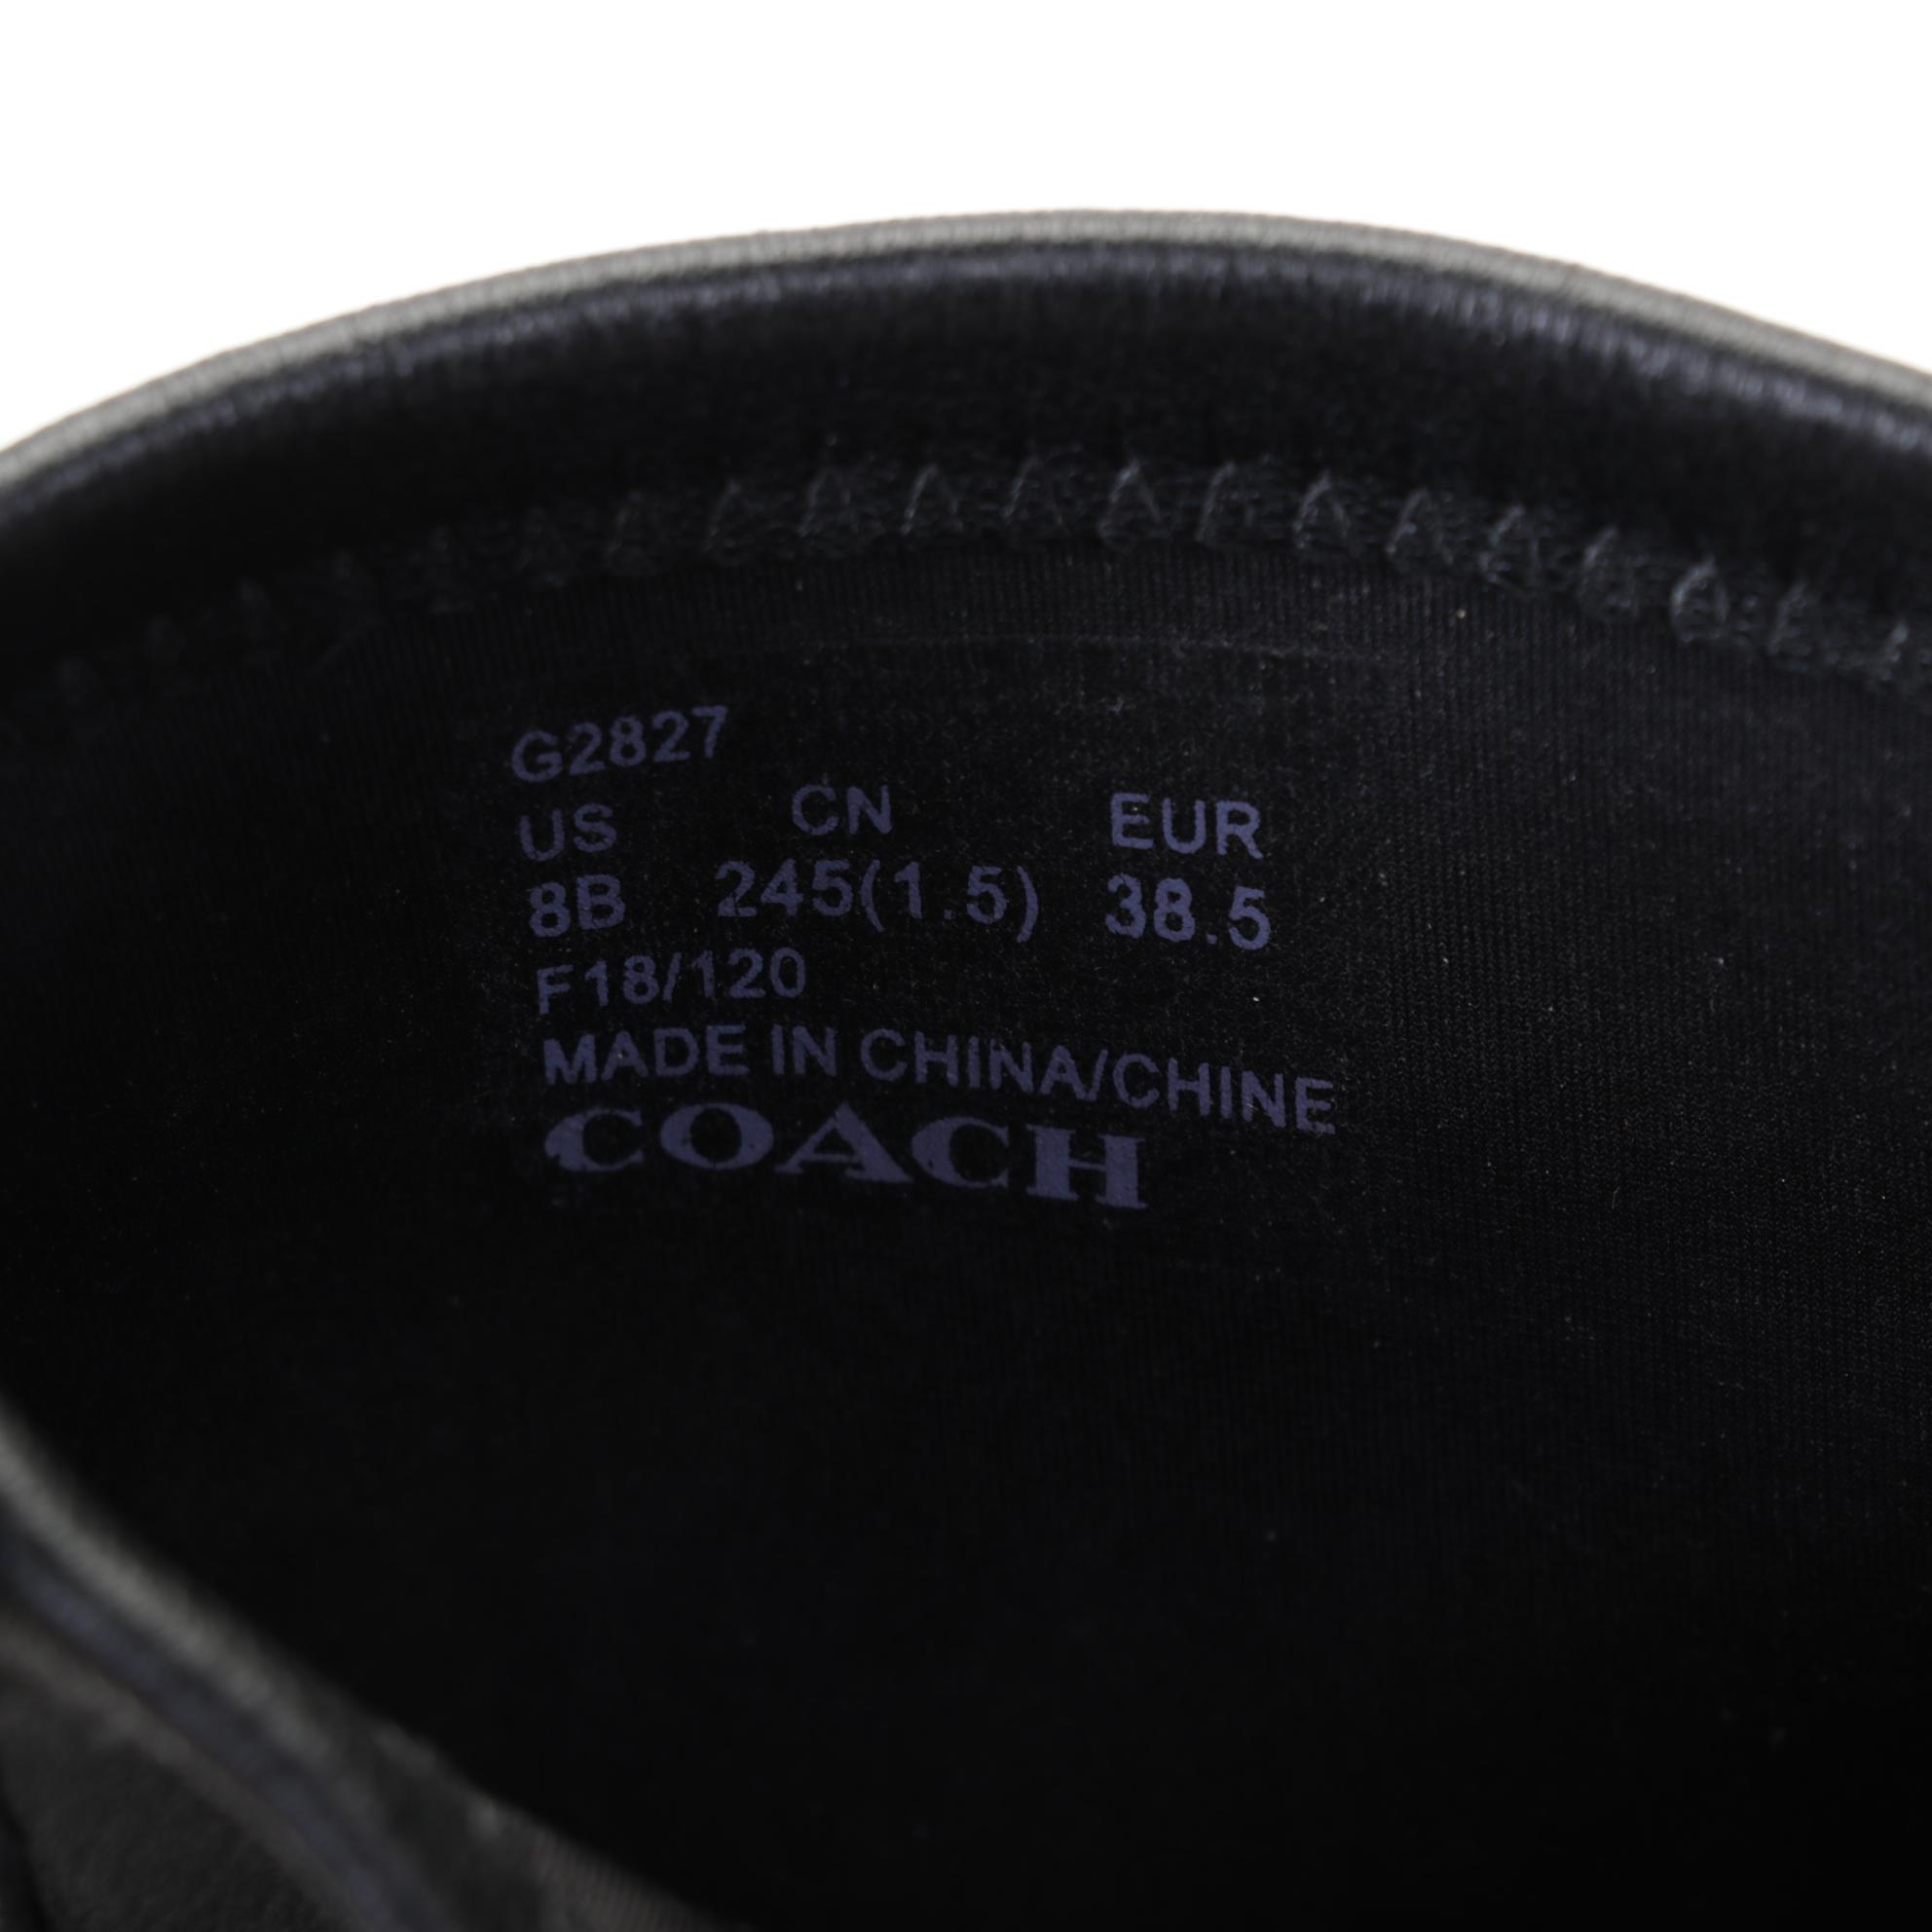 G2827
US CN EUR
8B 245(1.5) 38.5
F18/120
MADE IN CHINA/CHINE
COACH